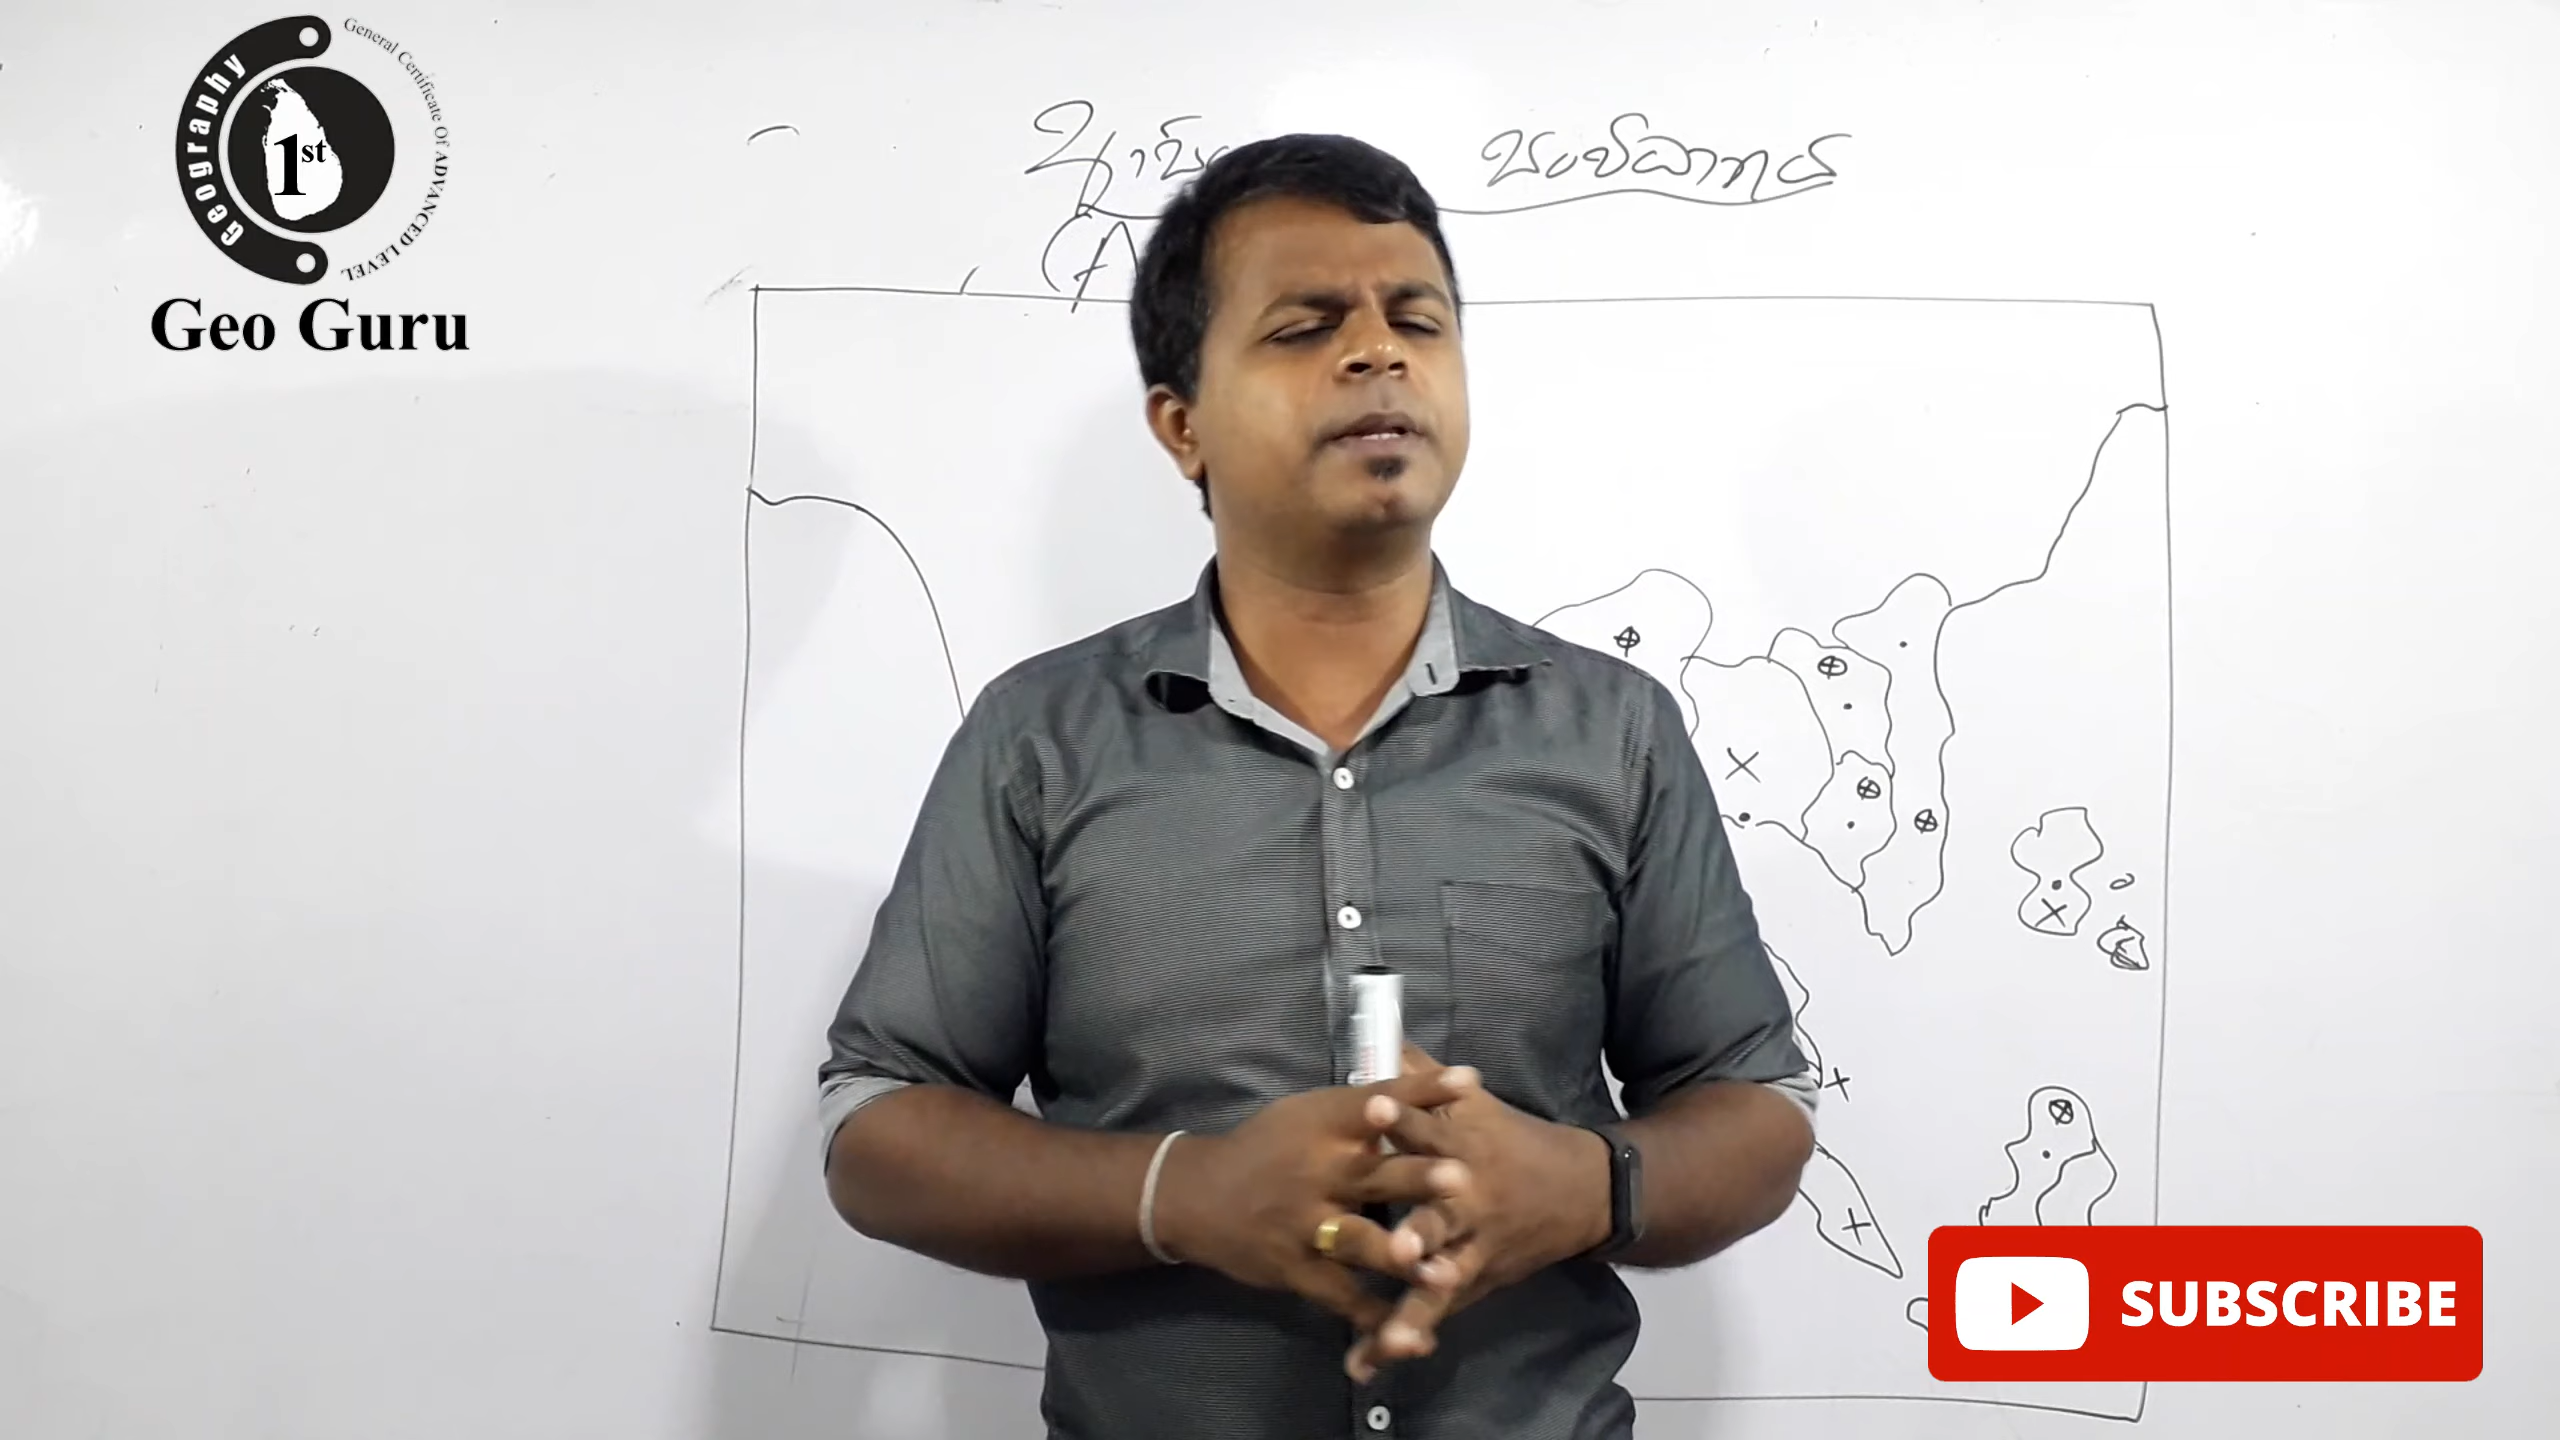 Geography
General Certificate Of ADVANCED LEVEL
1st
Geo Guru
සංවිධානය
(A
SUBSCRIBE